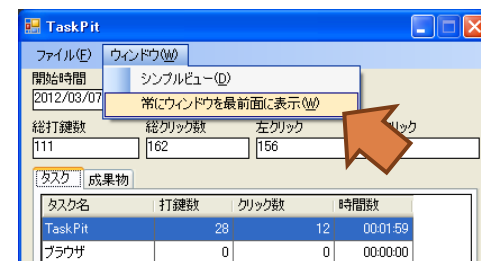 TaskPit
ファイル(F) ウィンドウ(W)
シンプルビュー(D)
常にウィンドウを最前面に表示(W)
開始時間
2012/03/07
総打鍵数 総クリック数 左クリック
111 162 156
タスク 成果物
タスク名 打鍵数 クリック数 時間数
TaskPit 28 12 00:01:59
ブラウザ 0 0 00:00:00